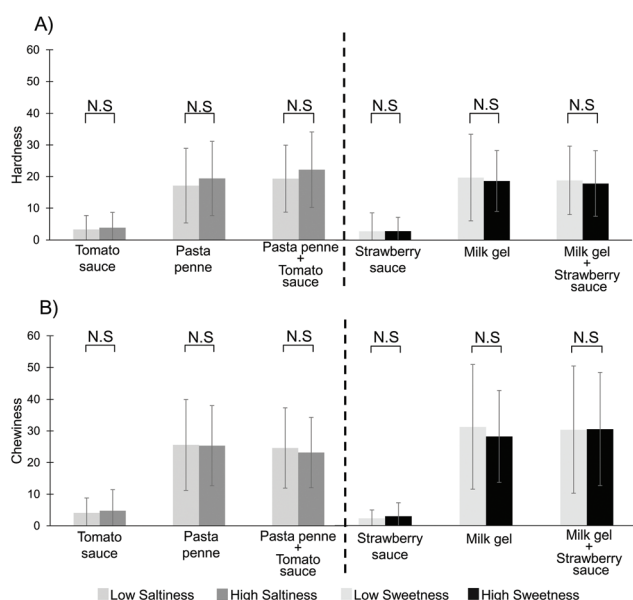 A)
60
50
40
30
20
10
0
Hardness
N.S N.S N.S N.S N.S N.S
Tomato
sauce
Pasta
penne
Pasta penne
+
Tomato
sauce
Strawberry
sauce
Milk gel
Milk gel
+
Strawberry sauce
B)
60
50
40
30
20
10
0
Chewiness
N.S N.S N.S N.S N.S N.S
Tomato
sauce
Pasta
penne
Pasta penne
+
Tomato
sauce
Strawberry
sauce
Milk gel
Milk gel
+
Strawberry sauce
Low Saltiness High Saltiness Low Sweetness High Sweetness